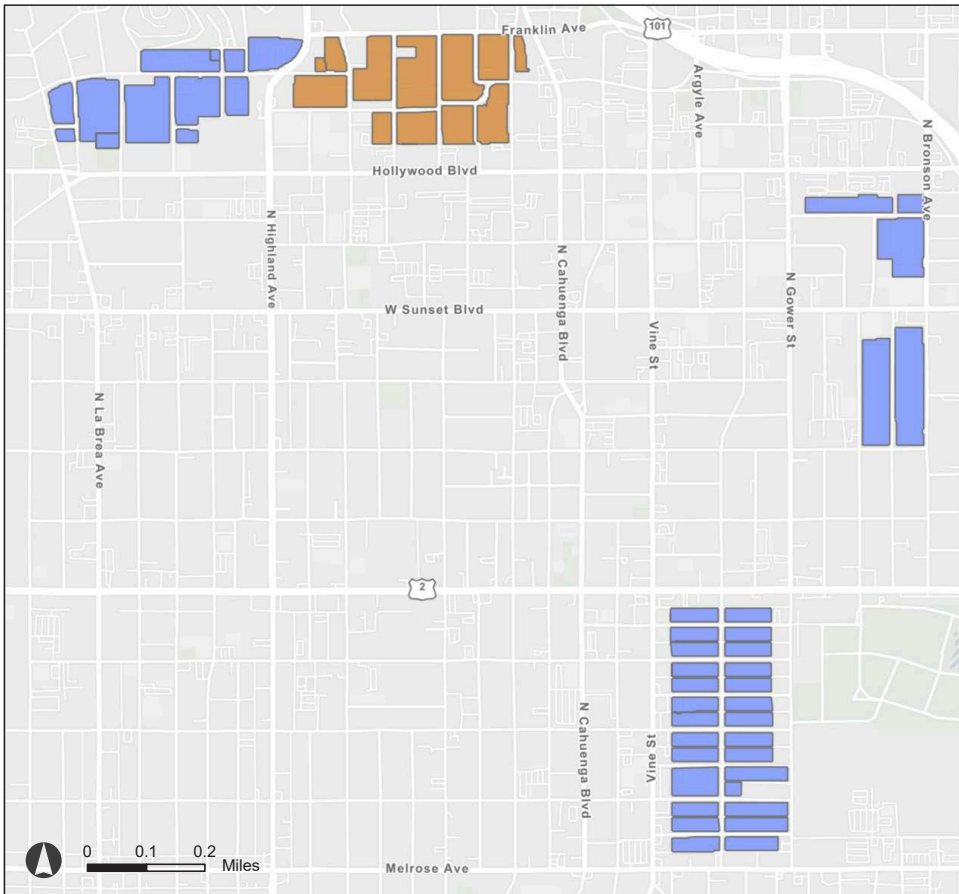 Franklin Ave
101
Argyle Ave
N Bronson Ave
Hollywood Blvd
N Highland Ave
N Cahuenga Blvd
N Gower St
W Sunset Blvd
Vine St
N La Brea Ave
2
N Cahuenga Blvd
Vine St
0 0.1 0.2
Miles
Melrose Ave